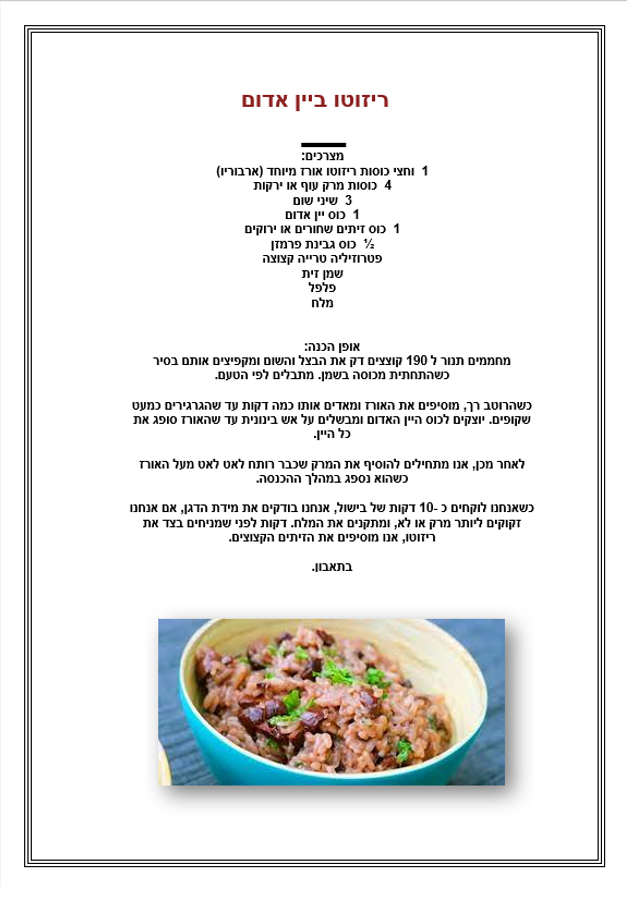 ריזוטו ביין אדום
מצרכים:
1 וחצי כוסות ריזוטו אורז מיוחד (ארבוריו)
4 כוסות מרק עוף או ירקות
3 שיני שום
1 כוס יין אדום
1 כוס זיתים שחורים או ירוקים
½ כוס גבינת פרמזן
פטרוזיליה טרייה קצוצה
שמן זית
פלפל
מלח
אופן הכנה:
מחממים תנור ל 190 קוצצים דק את הבצל והשום ומקפיצים אותם בסיר
כשהתחתית מכוסה בשמן. מתבלים לפי הטעם.
כשהרוטב רך, מוסיפים את האורז ומאדים אותו כמה דקות עד שהגרגירים כמעט
שקופים. יוצקים לכוס היין האדום ומבשלים על אש בינונית עד שהאורז סופג את
כל היין.
לאחר מכן, אנו מתחילים להוסיף את המרק שכבר רותח לאט לאט מעל האורז
כשהוא נספג במהלך ההכנסה.
כשאנחנו לוקחים כ -10 דקות של בישול, אנחנו בודקים את מידת הדגן, אם אנחנו
זקוקים ליותר מרק או לא, ומתקנים את המלח. דקות לפני שמניחים בצד את
ריזוטו, אנו מוסיפים את הזיתים הקצוצים.
בתאבון.